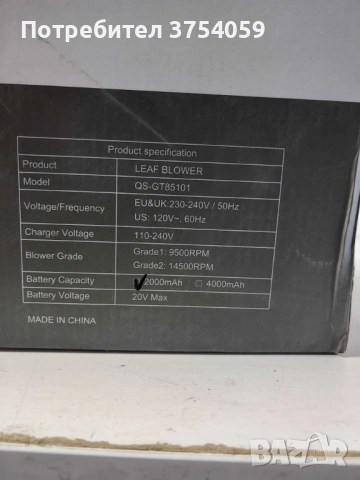 Потребител 3754059
Product specification
Product LEAF BLOWER
Model QS-GT85101
Voltage/Frequency EU&UK:230-240V / 50Hz
US: 120V~, 60Hz
Charger Voltage 110-240V
Blower Grade Grade1: 9500RPM
Grade2: 14500RPM
Battery Capacity 2000mAh 4000mAh
Battery Voltage 20V Max
MADE IN CHINA
BAZAR